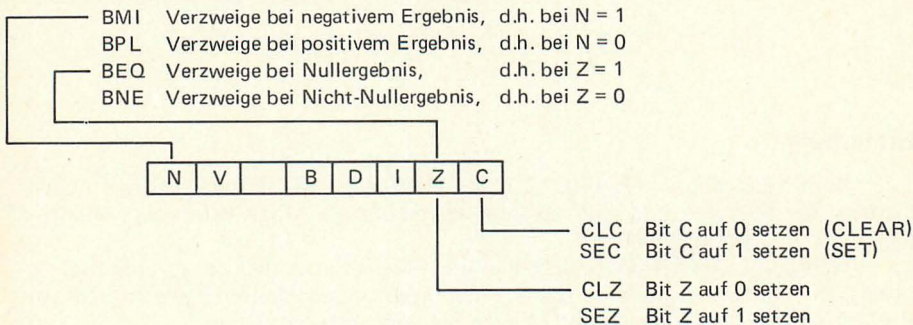 BMI Verzweige bei negativem Ergebnis, d.h. bei N = 1
BPL Verzweige bei positivem Ergebnis, d.h. bei N = 0
BEQ Verzweige bei Nullergebnis, d.h. bei Z = 1
BNE Verzweige bei Nicht-Nullergebnis, d.h. bei Z = 0
N V B D I Z C
CLC Bit C auf 0 setzen (CLEAR)
SEC Bit C auf 1 setzen (SET)
CLZ Bit Z auf 0 setzen
SEZ Bit Z auf 1 setzen